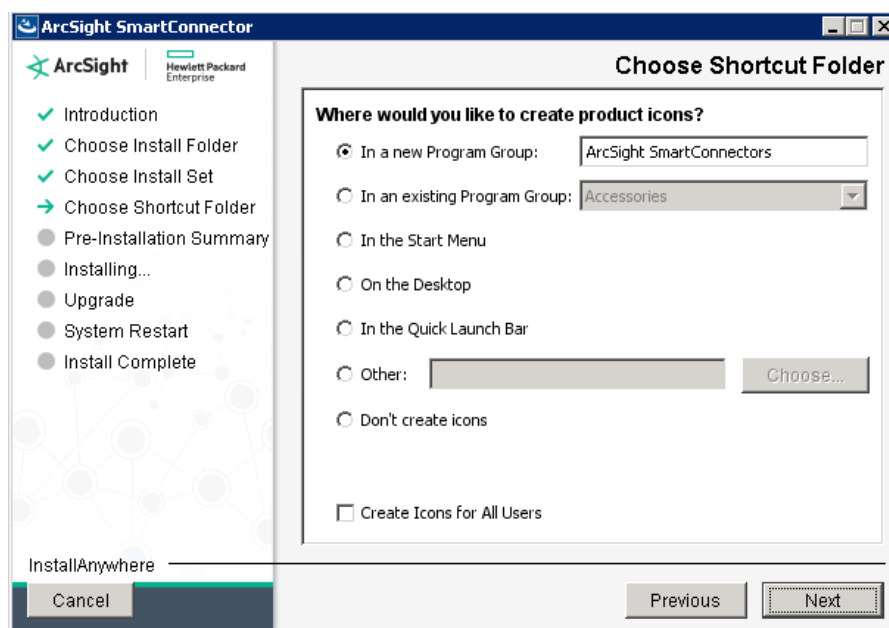 ArcSight SmartConnector
ArcSight
Hewlett Packard
Enterprise
Choose Shortcut Folder
Introduction
Choose Install Folder
Choose Install Set
Choose Shortcut Folder
Pre-Installation Summary
Installing...
Upgrade
System Restart
Install Complete
Where would you like to create product icons?
In a new Program Group:
ArcSight SmartConnectors
In an existing Program Group:
Accessories
In the Start Menu
On the Desktop
In the Quick Launch Bar
Other:
Choose...
Don't create icons
Create Icons for All Users
InstallAnywhere
Cancel
Previous
Next